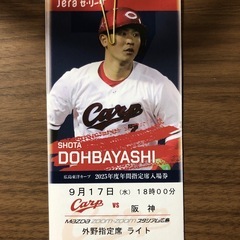 Jera セ・リーグ
Carp
7
SHOTA
DOHBAYASHI
広島東洋カープ 2025年度年間指定席入場券
9月17日(水) 18時00分
Carp vs 阪神
MAZDA Zoom-Zoom スタジアム広島
外野指定席 ライト